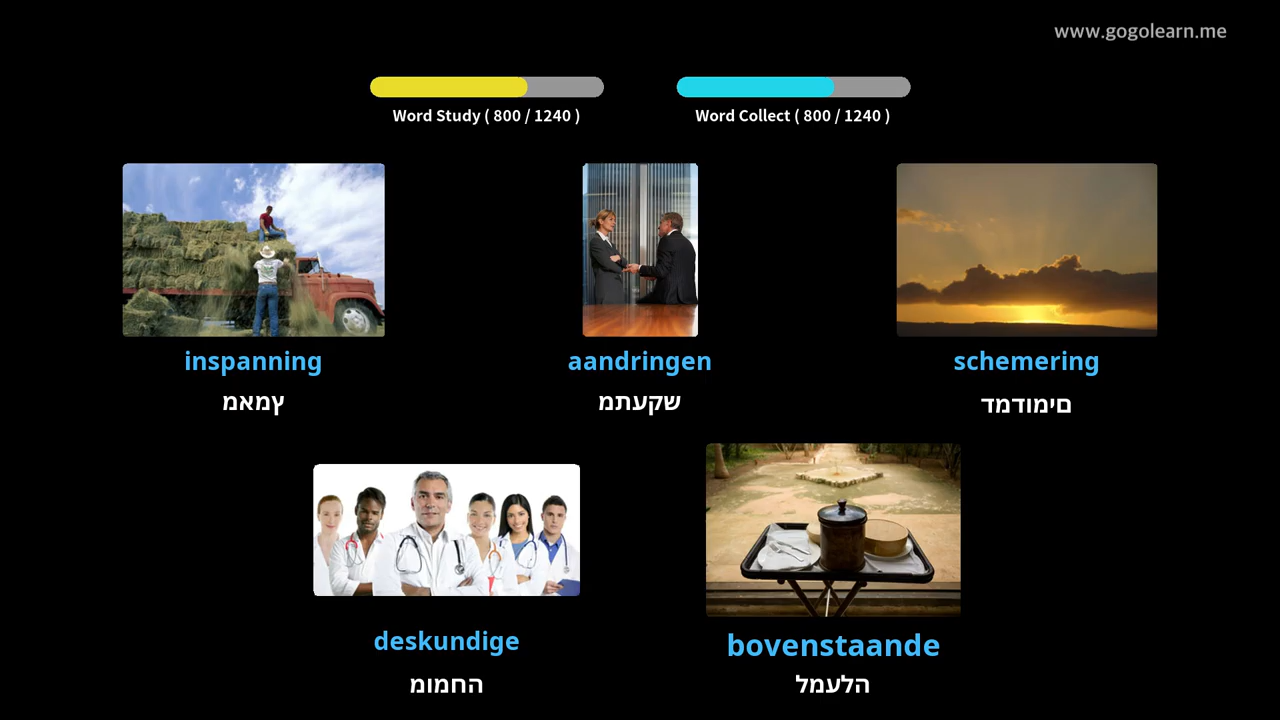 www.gogolearn.me
Word Study ( 800 / 1240 )
Word Collect ( 800 / 1240 )
inspanning
ץמאמ
aandringen
שקעתמ
schemering
םימודמד
deskundige
החמומ
bovenstaande
הלעמל